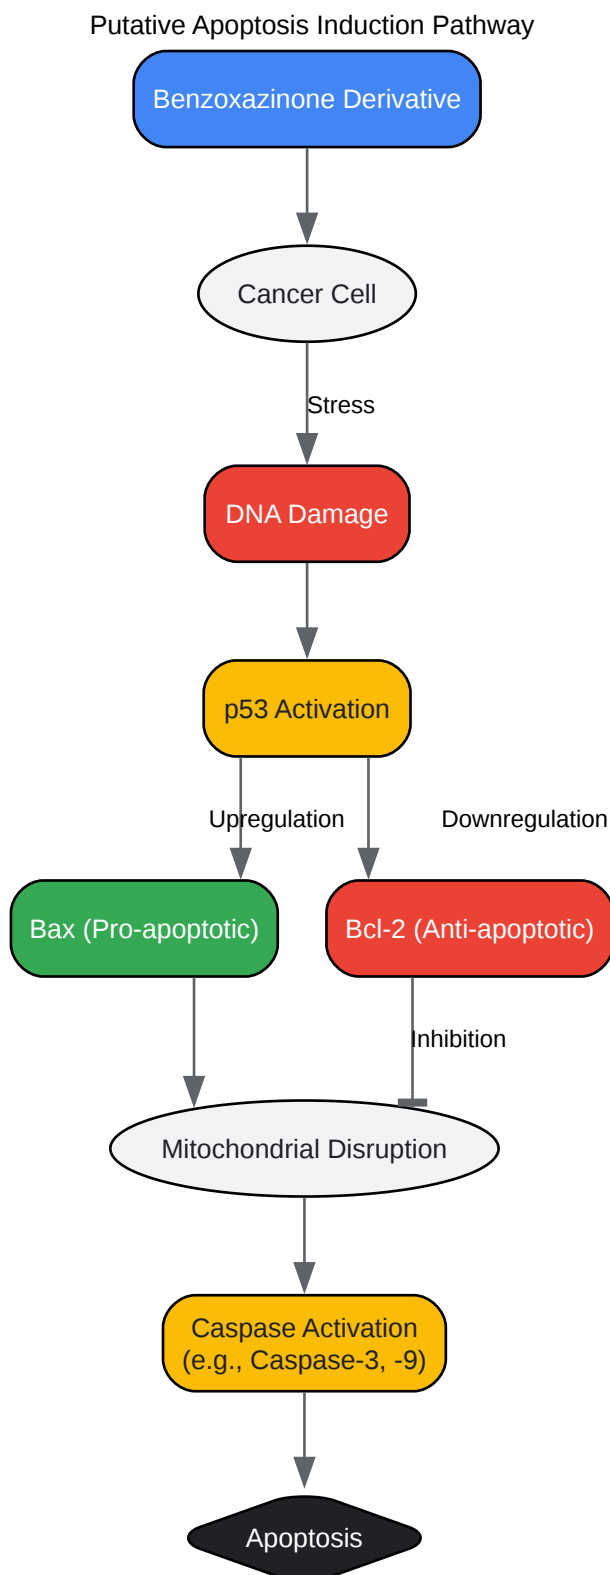 Putative Apoptosis Induction Pathway
Benzoxazinone Derivative
Cancer Cell
Stress
DNA Damage
p53 Activation
Upregulation
Downregulation
Bax (Pro-apoptotic)
Bcl-2 (Anti-apoptotic)
Inhibition
Mitochondrial Disruption
Caspase Activation
(e.g., Caspase-3, -9)
Apoptosis